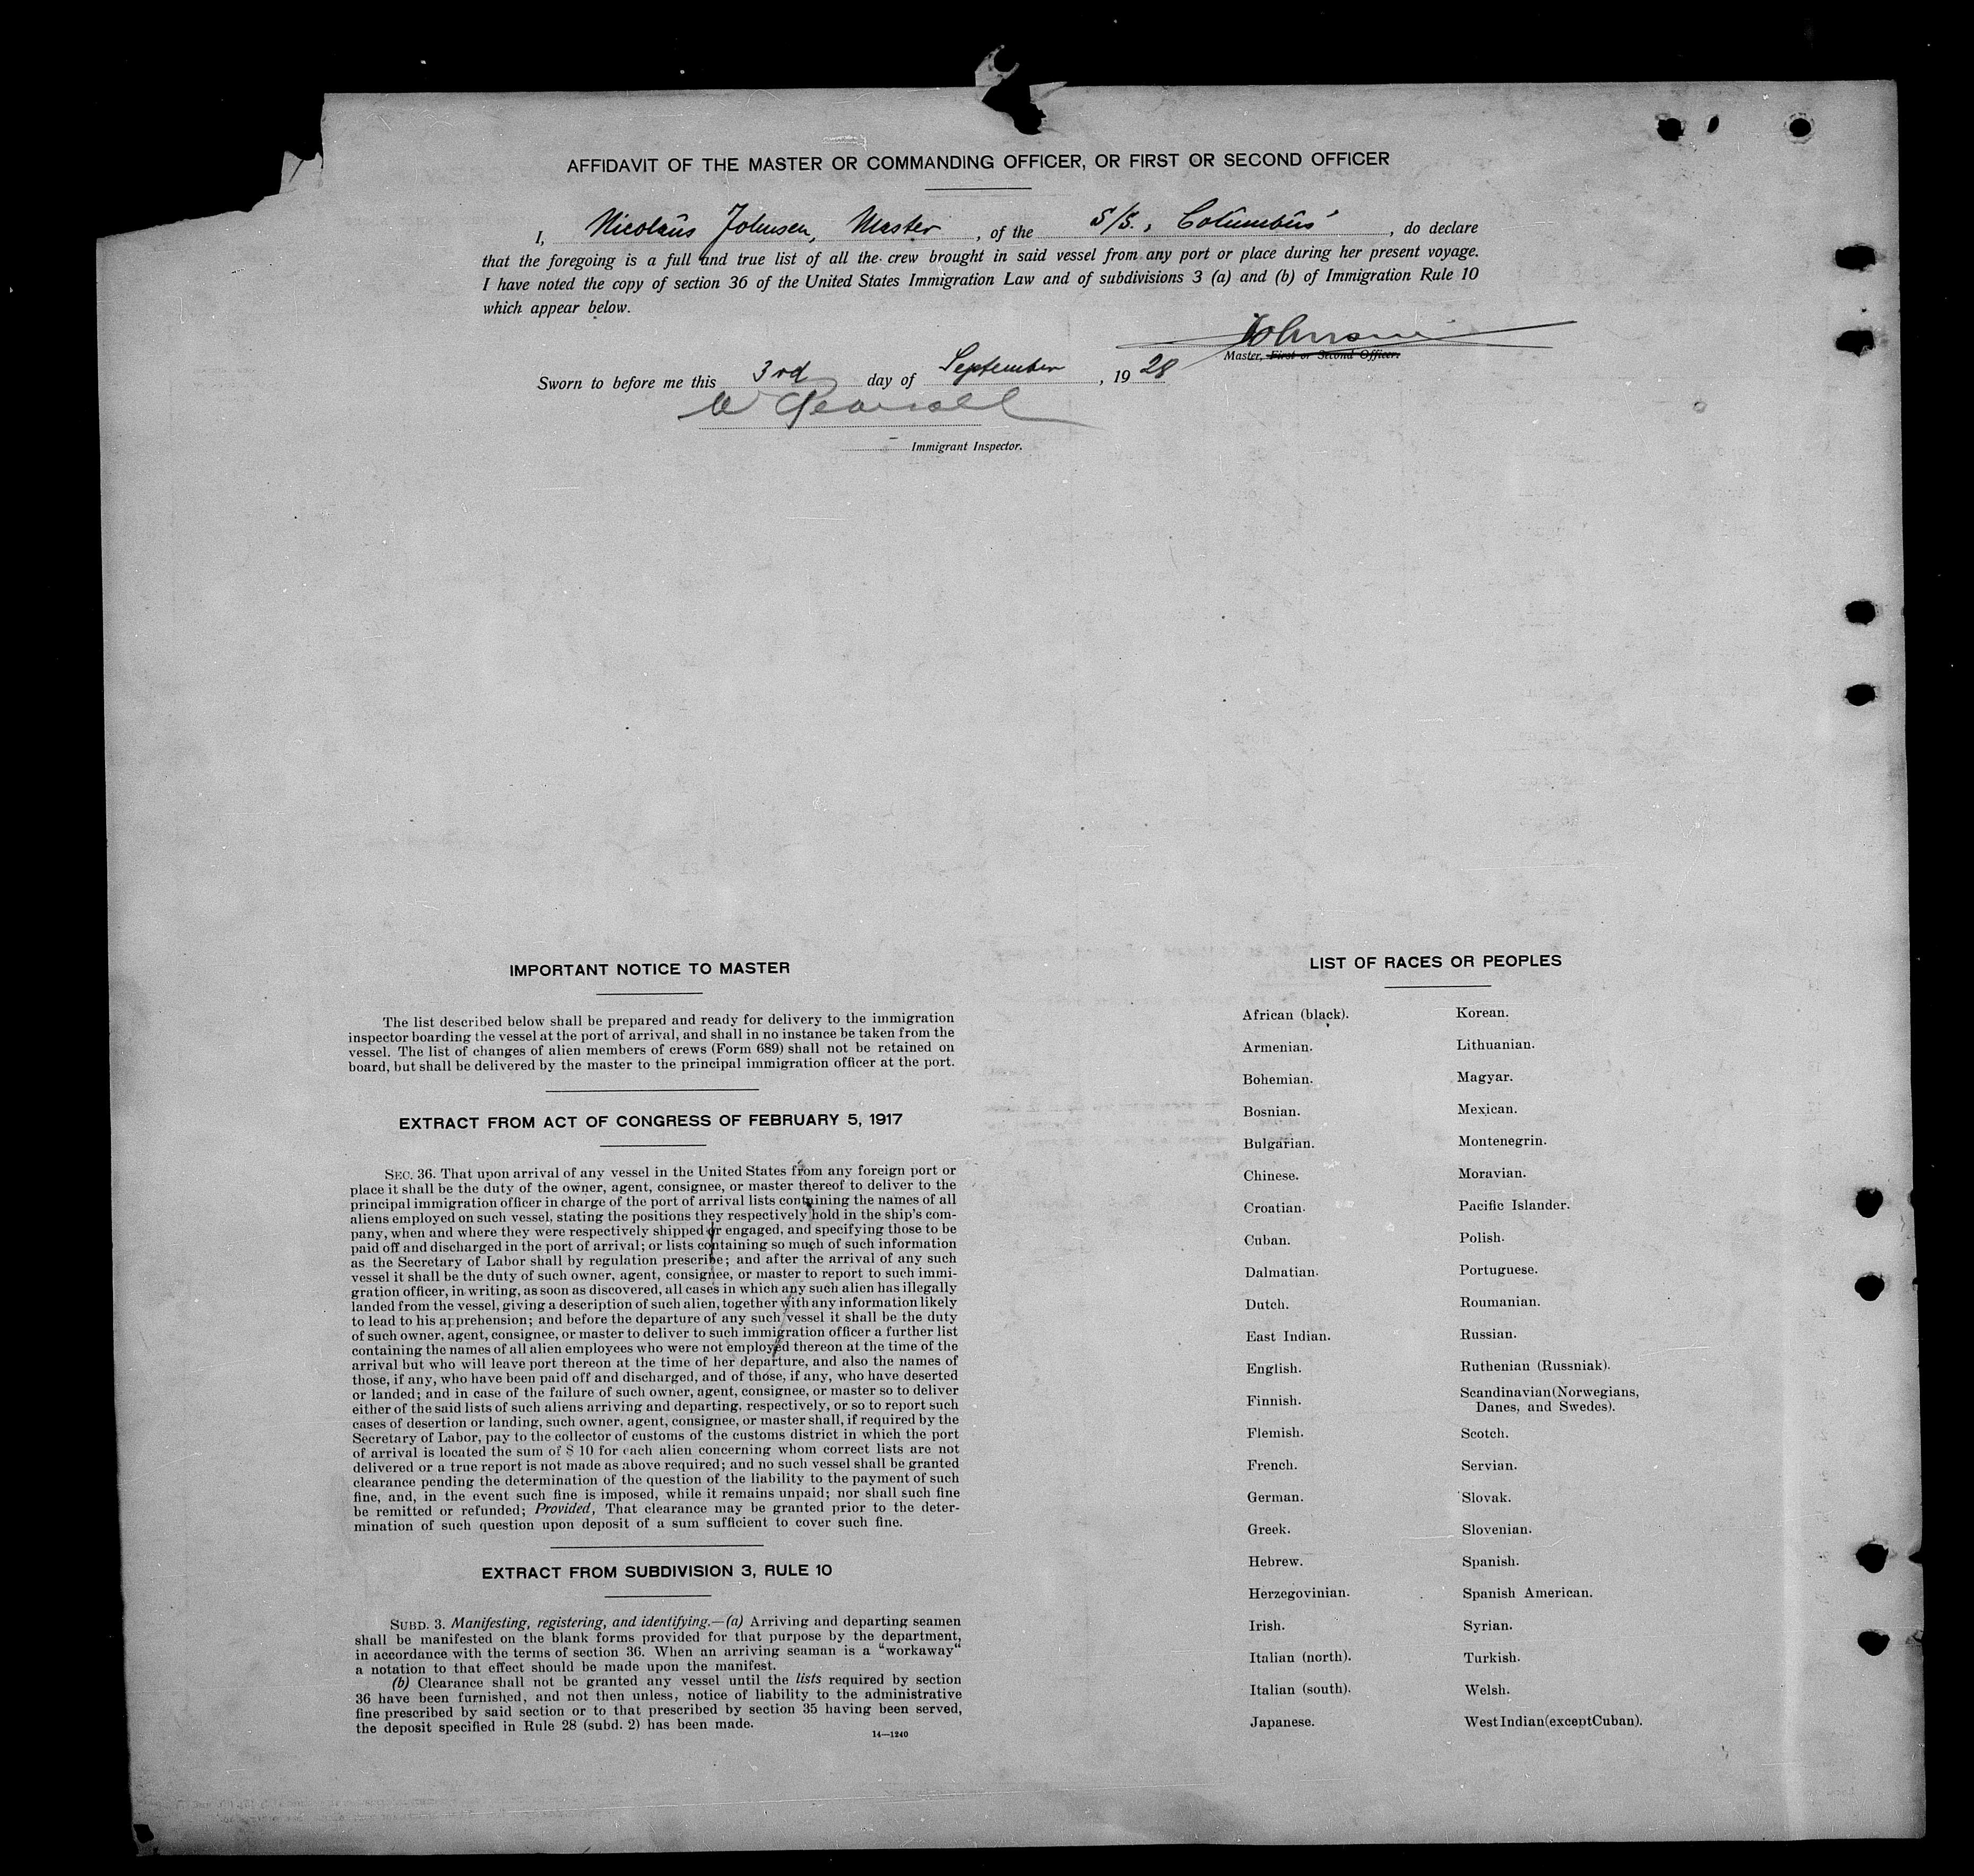 AFFIDAVIT OF THE MASTER OR COMMANDING OFFICER, OR FIRST OR SECOND OFFICER
I, Nicolaŭs Johnsen, Master, of the S/S. „Columbŭs", do declare
that the foregoing is a full and true list of all the crew brought in said vessel from any port or place during her present voyage.
I have noted the copy of section 36 of the United States Immigration Law and of subdivisions 3 (a) and (b) of Immigration Rule 10
which appear below.
Johnsen
Master, First or Second Officer.
Sworn to before me this 3rd day of September, 1928
Immigrant Inspector.
IMPORTANT NOTICE TO MASTER
The list described below shall be prepared and ready for delivery to the immigration
inspector boarding the vessel at the port of arrival, and shall in no instance be taken from the
vessel. The list of changes of alien members of crews (Form 689) shall not be retained on
board, but shall be delivered by the master to the principal immigration officer at the port.
EXTRACT FROM ACT OF CONGRESS OF FEBRUARY 5, 1917
SEC. 36. That upon arrival of any vessel in the United States from any foreign port or
place it shall be the duty of the owner, agent, consignee, or master thereof to deliver to the
principal immigration officer in charge of the port of arrival lists containing the names of all
aliens employed on such vessel, stating the positions they respectively hold in the ship's com-
pany, when and where they were respectively shipped or engaged, and specifying those to be
paid off and discharged in the port of arrival; or lists containing so much of such information
as the Secretary of Labor shall by regulation prescribe; and after the arrival of any such
vessel it shall be the duty of such owner, agent, consignee, or master to report to such immi-
gration officer, in writing, as soon as discovered, all cases in which any such alien has illegally
landed from the vessel, giving a description of such alien, together with any information likely
to lead to his apprehension; and before the departure of any such vessel it shall be the duty
of such owner, agent, consignee, or master to deliver to such immigration officer a further list
containing the names of all alien employees who were not employed thereon at the time of the
arrival but who will leave port thereon at the time of her departure, and also the names of
those, if any, who have been paid off and discharged, and of those, if any, who have deserted
or landed; and in case of the failure of such owner, agent, consignee, or master so to deliver
either of the said lists of such aliens arriving and departing, respectively, or so to report such
cases of desertion or landing, such owner, agent, consignee, or master shall, if required by the
Secretary of Labor, pay to the collector of customs of the customs district in which the port
of arrival is located the sum of $ 10 for each alien concerning whom correct lists are not
delivered or a true report is not made as above required; and no such vessel shall be granted
clearance pending the determination of the question of the liability to the payment of such
fine, and, in the event such fine is imposed, while it remains unpaid; nor shall such fine
be remitted or refunded; Provided, That clearance may be granted prior to the deter-
mination of such question upon deposit of a sum sufficient to cover such fine.
EXTRACT FROM SUBDIVISION 3, RULE 10
SUBD. 3. Manifesting, registering, and identifying.—(a) Arriving and departing seamen
shall be manifested on the blank forms provided for that purpose by the department,
in accordance with the terms of section 36. When an arriving seaman is a "workaway"
a notation to that effect should be made upon the manifest.
(b) Clearance shall not be granted any vessel until the lists required by section
36 have been furnished, and not then unless, notice of liability to the administrative
fine prescribed by said section or to that prescribed by section 35 having been served,
the deposit specified in Rule 28 (subd. 2) has been made.
14—1240
LIST OF RACES OR PEOPLES
African (black).
Armenian.
Bohemian.
Bosnian.
Bulgarian.
Chinese.
Croatian.
Cuban.
Dalmatian.
Dutch.
East Indian.
English.
Finnish.
Flemish.
French.
German.
Greek.
Hebrew.
Herzegovinian.
Irish.
Italian (north).
Italian (south).
Japanese.
Korean.
Lithuanian.
Magyar.
Mexican.
Montenegrin.
Moravian.
Pacific Islander.
Polish.
Portuguese.
Roumanian.
Russian.
Ruthenian (Russniak).
Scandinavian (Norwegians,
Danes, and Swedes).
Scotch.
Servian.
Slovak.
Slovenian.
Spanish.
Spanish American.
Syrian.
Turkish.
Welsh.
West Indian (except Cuban).